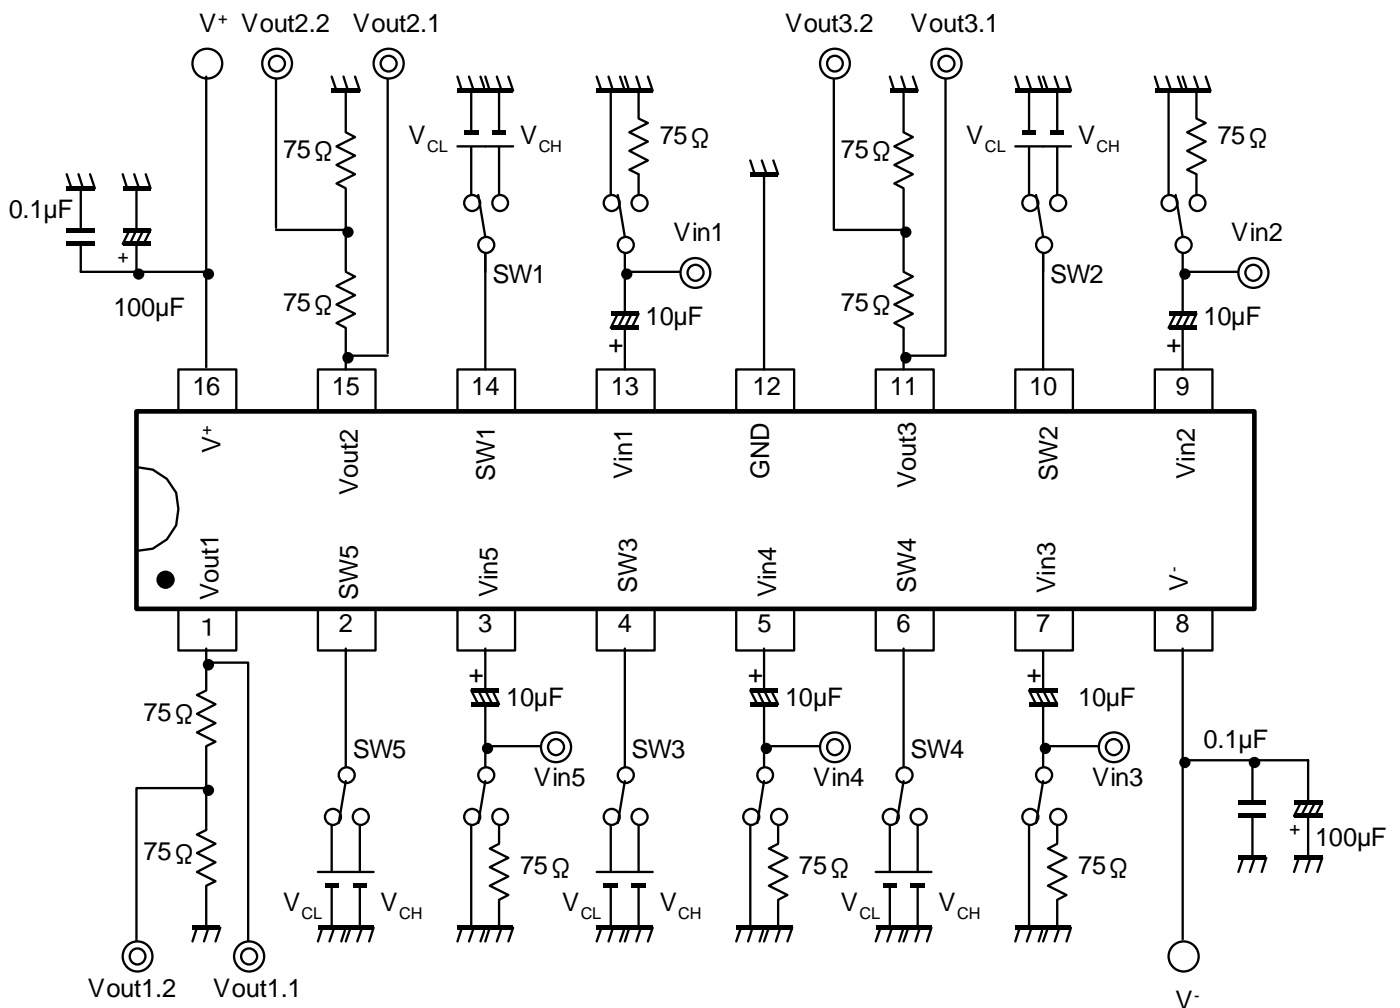 V+ Vout2.2 Vout2.1 Vout3.2 Vout3.1
75Ω VCL VCH 75Ω 75Ω VCL VCH 75Ω
0.1µF
Vin1 Vin2
100µF 75Ω SW1 10µF 75Ω SW2 10µF
+ + +
16 15 14 13 12 11 10 9
V+ Vout2 SW1 Vin1 GND Vout3 SW2 Vin2
Vout1 SW5 Vin5 SW3 Vin4 SW4 Vin3 V-
1 2 3 4 5 6 7 8
+ + +
75Ω 10µF 10µF 10µF
SW5 Vin5 SW3 Vin4 SW4 Vin3 0.1µF
75Ω 75Ω 75Ω 75Ω + 100µF
VCL VCH VCL VCH VCL VCH
Vout1.2 Vout1.1 V-